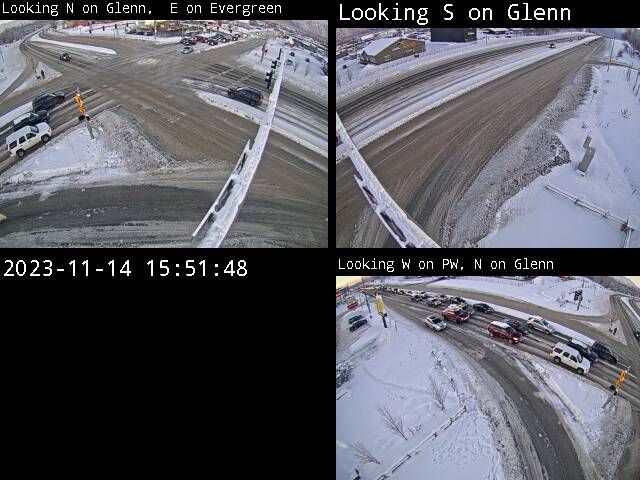 Looking N on Glenn,  E on Evergreen
Looking S on Glenn
2023-11-14 15:51:48
Looking W on PW, N on Glenn